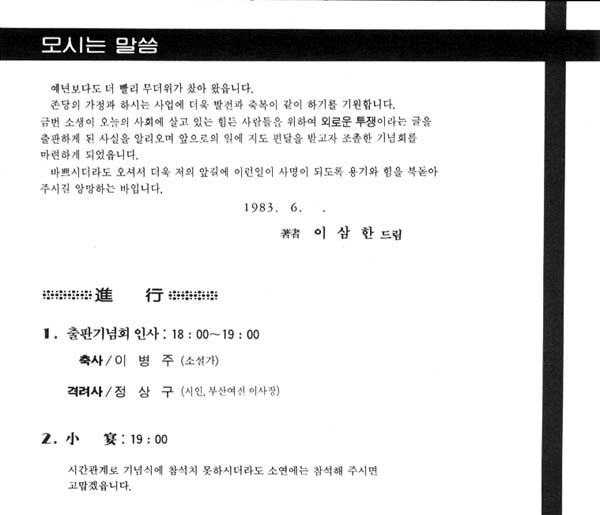 모시는 말씀
예년보다도 더 빨리 무더위가 찾아 왔읍니다.
존당의 가정과 하시는 사업에 더욱 발전과 축복이 같이 하기를 기원합니다.
금번 소생이 오늘의 사회에 살고 있는 힘든 사람들을 위하여 외로운 투쟁이라는 글을
출판하게 된 사실을 알리오며 앞으로의 일에 지도 편달을 받고자 조촐한 기념회를
마련하게 되었읍니다.
바쁘시더라도 오셔서 더욱 저의 앞길에 이런일이 사명이 되도록 용기와 힘을 북돋아
주시길 앙망하는 바입니다.
1983. 6. .
著者 이 삼 한 드림
進 行
1. 출판기념회 인사 : 18 : 00~19 : 00
축사 / 이 병 주 (소설가)
격려사 / 정 상 구 (시인, 부산여전 이사장)
2. 小 宴 : 19 : 00
시간관계로 기념식에 참석치 못하시더라도 소연에는 참석해 주시면
고맙겠읍니다.